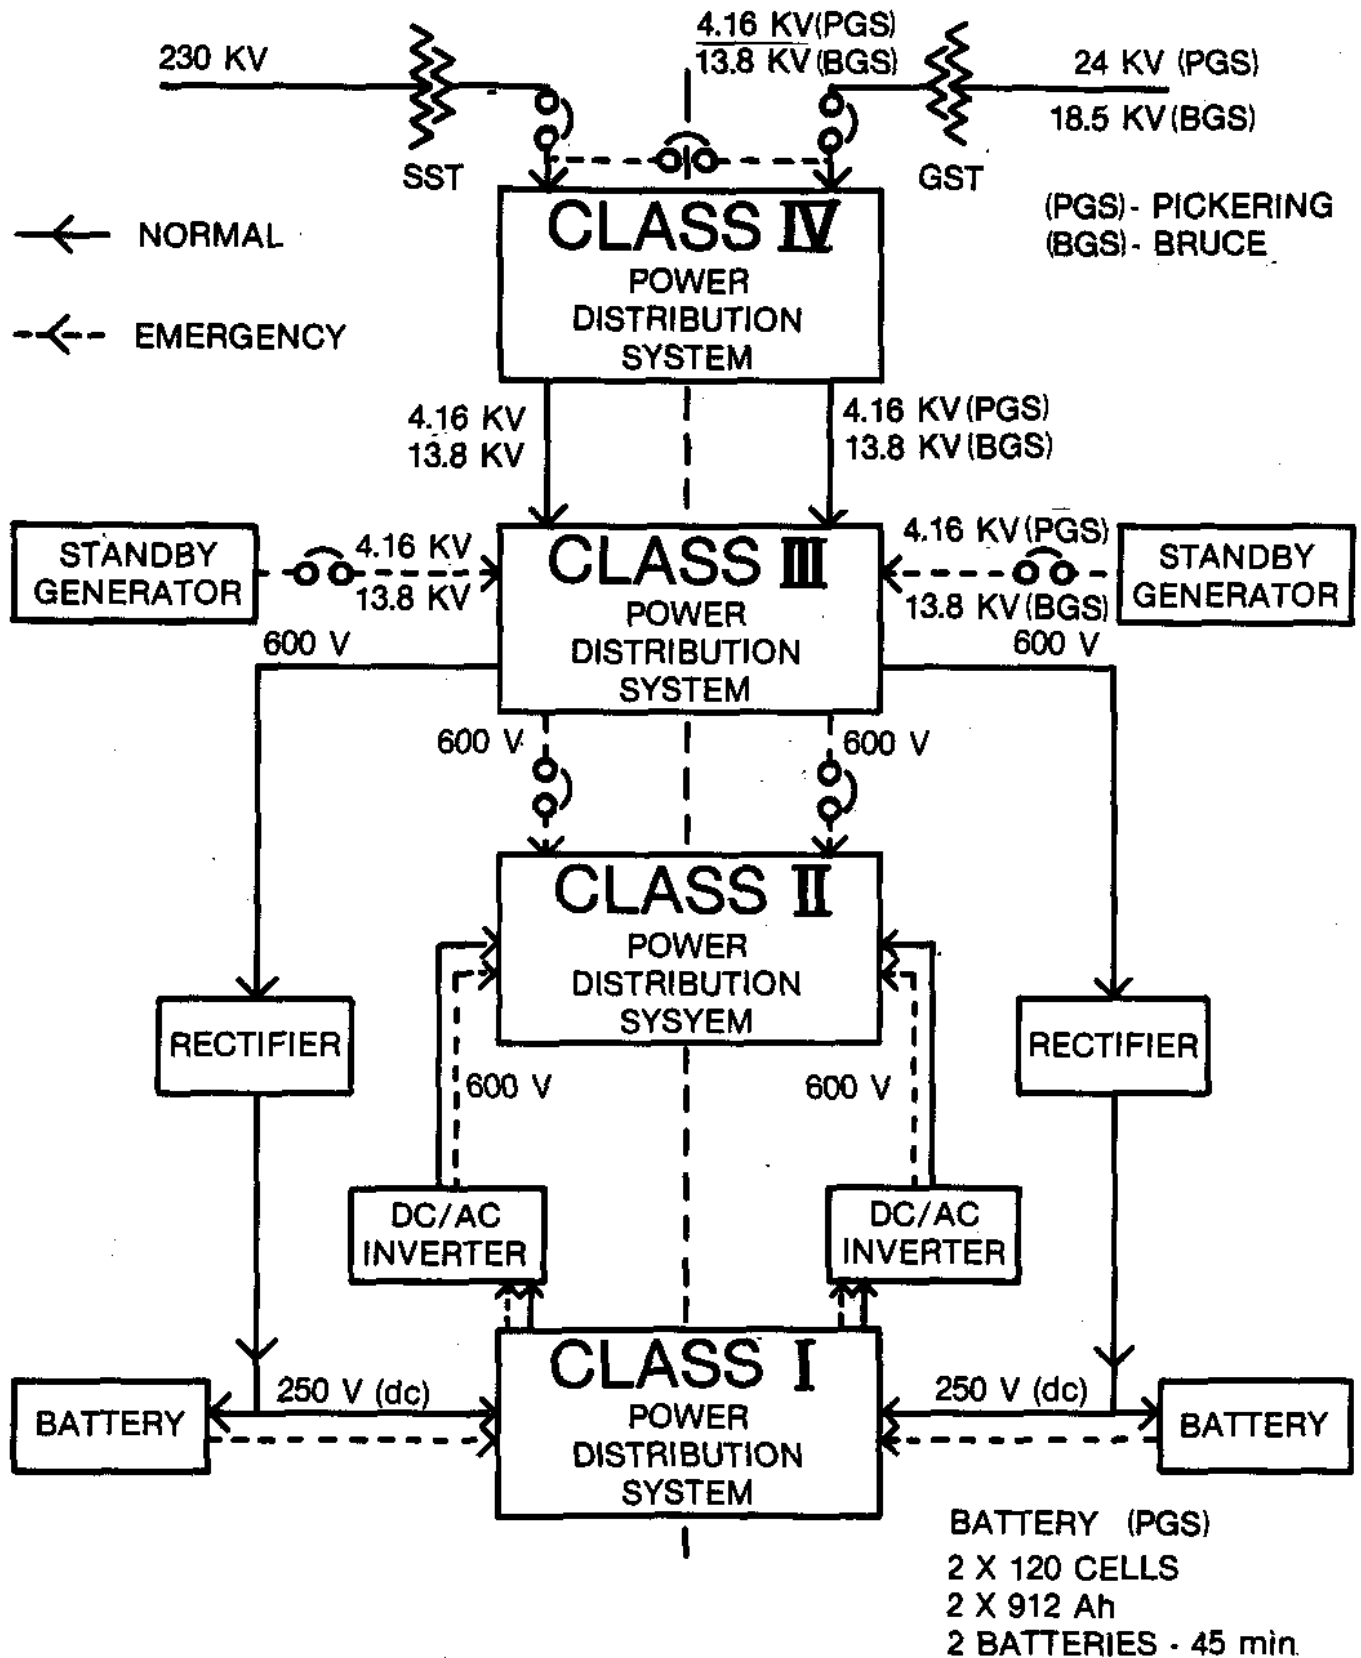 4.16 KV(PGS)
230 KV
13.8 KV(BGS)
24 KV (PGS)
18.5 KV(BGS)
SST
GST
CLASS IV
POWER
DISTRIBUTION
SYSTEM
(PGS)- PICKERING
(BGS)- BRUCE
NORMAL
EMERGENCY
4.16 KV
13.8 KV
4.16 KV(PGS)
13.8 KV(BGS)
STANDBY
GENERATOR
4.16 KV
13.8 KV
CLASS III
POWER
DISTRIBUTION
SYSTEM
4.16 KV(PGS)
13.8 KV(BGS)
STANDBY
GENERATOR
600 V
600 V
600 V
600 V
CLASS II
POWER
DISTRIBUTION
SYSYEM
RECTIFIER
RECTIFIER
600 V
600 V
DC/AC
INVERTER
DC/AC
INVERTER
CLASS I
POWER
DISTRIBUTION
SYSTEM
BATTERY
250 V (dc)
250 V (dc)
BATTERY
BATTERY (PGS)
2 X 120 CELLS
2 X 912 Ah
2 BATTERIES - 45 min.